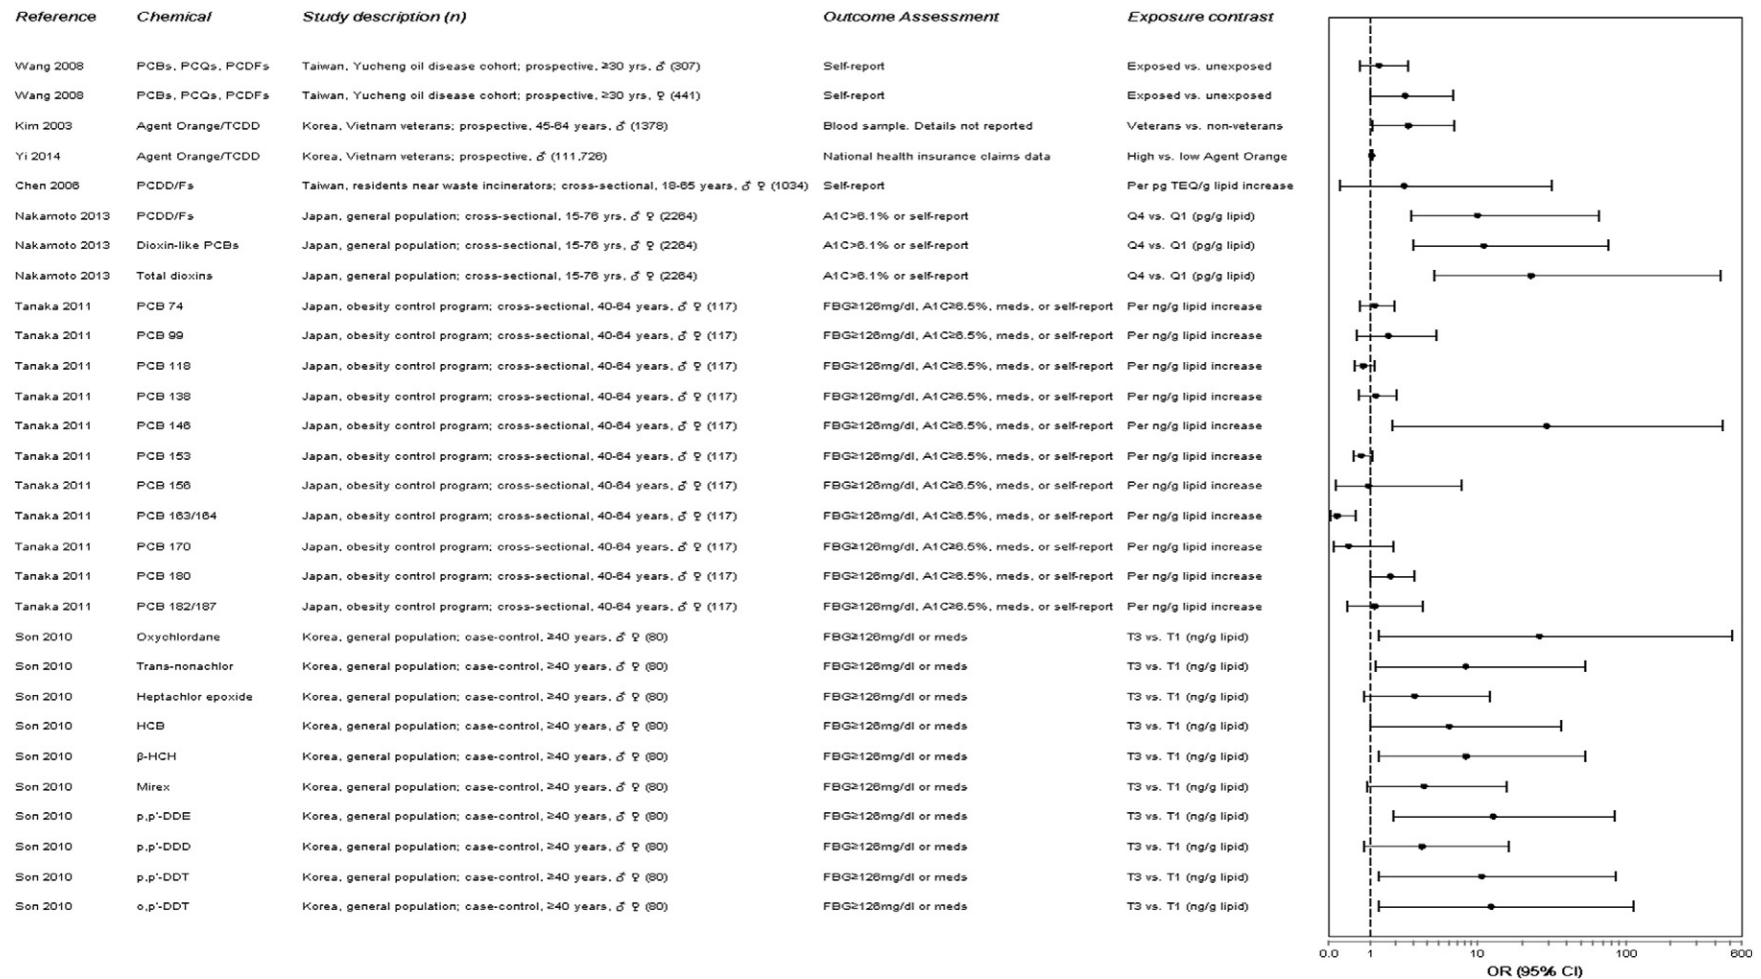 Reference Chemical Study description (n) Outcome Assessment Exposure contrast
Wang 2008 PCBs, PCQs, PCDFs Taiwan, Yucheng oil disease cohort; prospective, ≥30 yrs, ♂ (307) Self-report Exposed vs. unexposed
Wang 2008 PCBs, PCQs, PCDFs Taiwan, Yucheng oil disease cohort; prospective, ≥30 yrs, ♀ (441) Self-report Exposed vs. unexposed
Kim 2003 Agent Orange/TCDD Korea, Vietnam veterans; prospective, 45-64 years, ♂ (1378) Blood sample. Details not reported Veterans vs. non-veterans
Yi 2014 Agent Orange/TCDD Korea, Vietnam veterans; prospective, ♂ (111,726) National health insurance claims data High vs. low Agent Orange
Chen 2006 PCDD/Fs Taiwan, residents near waste incinerators; cross-sectional, 18-65 years, ♂ ♀ (1034) Self-report Per pg TEQ/g lipid increase
Nakamoto 2013 PCDD/Fs Japan, general population; cross-sectional, 15-76 yrs, ♂ ♀ (2264) A1C>6.1% or self-report Q4 vs. Q1 (pg/g lipid)
Nakamoto 2013 Dioxin-like PCBs Japan, general population; cross-sectional, 15-76 yrs, ♂ ♀ (2264) A1C>6.1% or self-report Q4 vs. Q1 (pg/g lipid)
Nakamoto 2013 Total dioxins Japan, general population; cross-sectional, 15-76 yrs, ♂ ♀ (2264) A1C>6.1% or self-report Q4 vs. Q1 (pg/g lipid)
Tanaka 2011 PCB 74 Japan, obesity control program; cross-sectional, 40-64 years, ♂ ♀ (117) FBG≥126mg/dl, A1C≥6.5%, meds, or self-report Per ng/g lipid increase
Tanaka 2011 PCB 99 Japan, obesity control program; cross-sectional, 40-64 years, ♂ ♀ (117) FBG≥126mg/dl, A1C≥6.5%, meds, or self-report Per ng/g lipid increase
Tanaka 2011 PCB 118 Japan, obesity control program; cross-sectional, 40-64 years, ♂ ♀ (117) FBG≥126mg/dl, A1C≥6.5%, meds, or self-report Per ng/g lipid increase
Tanaka 2011 PCB 138 Japan, obesity control program; cross-sectional, 40-64 years, ♂ ♀ (117) FBG≥126mg/dl, A1C≥6.5%, meds, or self-report Per ng/g lipid increase
Tanaka 2011 PCB 146 Japan, obesity control program; cross-sectional, 40-64 years, ♂ ♀ (117) FBG≥126mg/dl, A1C≥6.5%, meds, or self-report Per ng/g lipid increase
Tanaka 2011 PCB 153 Japan, obesity control program; cross-sectional, 40-64 years, ♂ ♀ (117) FBG≥126mg/dl, A1C≥6.5%, meds, or self-report Per ng/g lipid increase
Tanaka 2011 PCB 156 Japan, obesity control program; cross-sectional, 40-64 years, ♂ ♀ (117) FBG≥126mg/dl, A1C≥6.5%, meds, or self-report Per ng/g lipid increase
Tanaka 2011 PCB 163/164 Japan, obesity control program; cross-sectional, 40-64 years, ♂ ♀ (117) FBG≥126mg/dl, A1C≥6.5%, meds, or self-report Per ng/g lipid increase
Tanaka 2011 PCB 170 Japan, obesity control program; cross-sectional, 40-64 years, ♂ ♀ (117) FBG≥126mg/dl, A1C≥6.5%, meds, or self-report Per ng/g lipid increase
Tanaka 2011 PCB 180 Japan, obesity control program; cross-sectional, 40-64 years, ♂ ♀ (117) FBG≥126mg/dl, A1C≥6.5%, meds, or self-report Per ng/g lipid increase
Tanaka 2011 PCB 182/187 Japan, obesity control program; cross-sectional, 40-64 years, ♂ ♀ (117) FBG≥126mg/dl, A1C≥6.5%, meds, or self-report Per ng/g lipid increase
Son 2010 Oxychlordane Korea, general population; case-control, ≥40 years, ♂ ♀ (80) FBG≥126mg/dl or meds T3 vs. T1 (ng/g lipid)
Son 2010 Trans-nonachlor Korea, general population; case-control, ≥40 years, ♂ ♀ (80) FBG≥126mg/dl or meds T3 vs. T1 (ng/g lipid)
Son 2010 Heptachlor epoxide Korea, general population; case-control, ≥40 years, ♂ ♀ (80) FBG≥126mg/dl or meds T3 vs. T1 (ng/g lipid)
Son 2010 HCB Korea, general population; case-control, ≥40 years, ♂ ♀ (80) FBG≥126mg/dl or meds T3 vs. T1 (ng/g lipid)
Son 2010 β-HCH Korea, general population; case-control, ≥40 years, ♂ ♀ (80) FBG≥126mg/dl or meds T3 vs. T1 (ng/g lipid)
Son 2010 Mirex Korea, general population; case-control, ≥40 years, ♂ ♀ (80) FBG≥126mg/dl or meds T3 vs. T1 (ng/g lipid)
Son 2010 p,p'-DDE Korea, general population; case-control, ≥40 years, ♂ ♀ (80) FBG≥126mg/dl or meds T3 vs. T1 (ng/g lipid)
Son 2010 p,p'-DDD Korea, general population; case-control, ≥40 years, ♂ ♀ (80) FBG≥126mg/dl or meds T3 vs. T1 (ng/g lipid)
Son 2010 p,p'-DDT Korea, general population; case-control, ≥40 years, ♂ ♀ (80) FBG≥126mg/dl or meds T3 vs. T1 (ng/g lipid)
Son 2010 o,p'-DDT Korea, general population; case-control, ≥40 years, ♂ ♀ (80) FBG≥126mg/dl or meds T3 vs. T1 (ng/g lipid)
0.0 1 10 100 600
OR (95% CI)